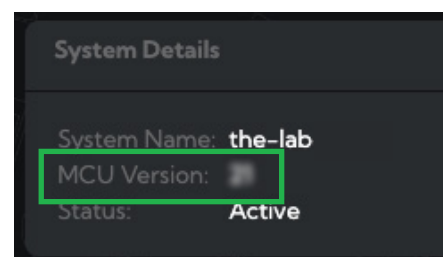 System Details
System Name: the-lab
MCU Version:
Status: Active